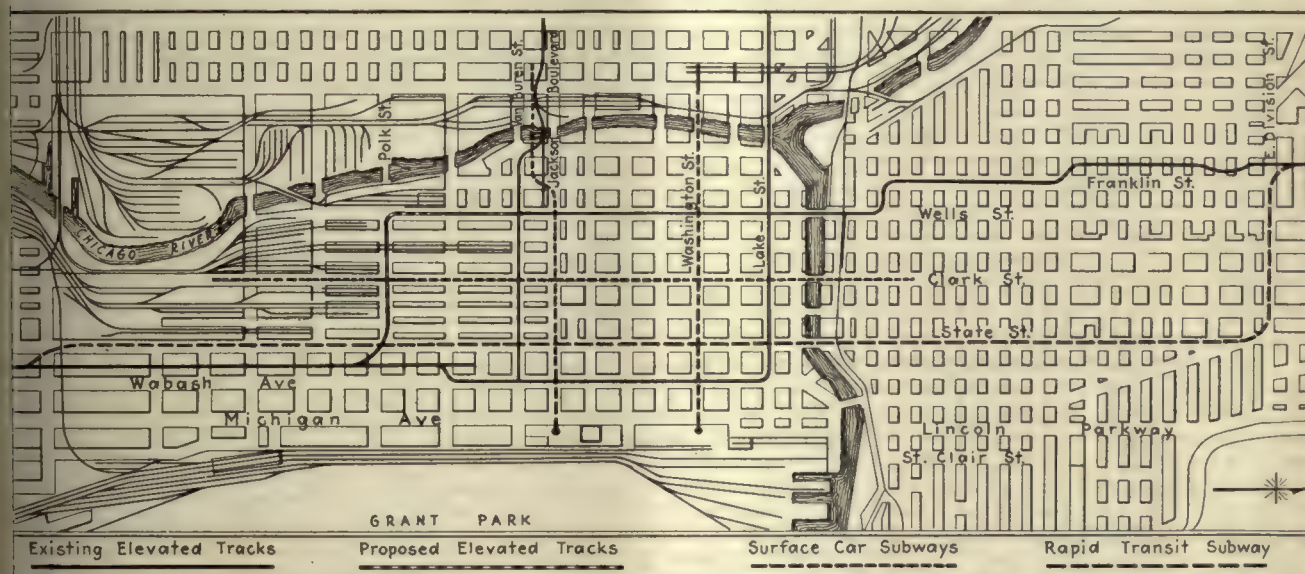 Van Buren St.
Jackson Boulevard
Polk St.
E. Division St.
Washington St.
Lake St.
Franklin St.
Wells St.
CHICAGO RIVER
Clark St.
State St.
Wabash Ave
Michigan Ave
Lincoln Parkway
St. Clair St.
GRANT PARK
Existing Elevated Tracks
Proposed Elevated Tracks
Surface Car Subways
Rapid Transit Subway